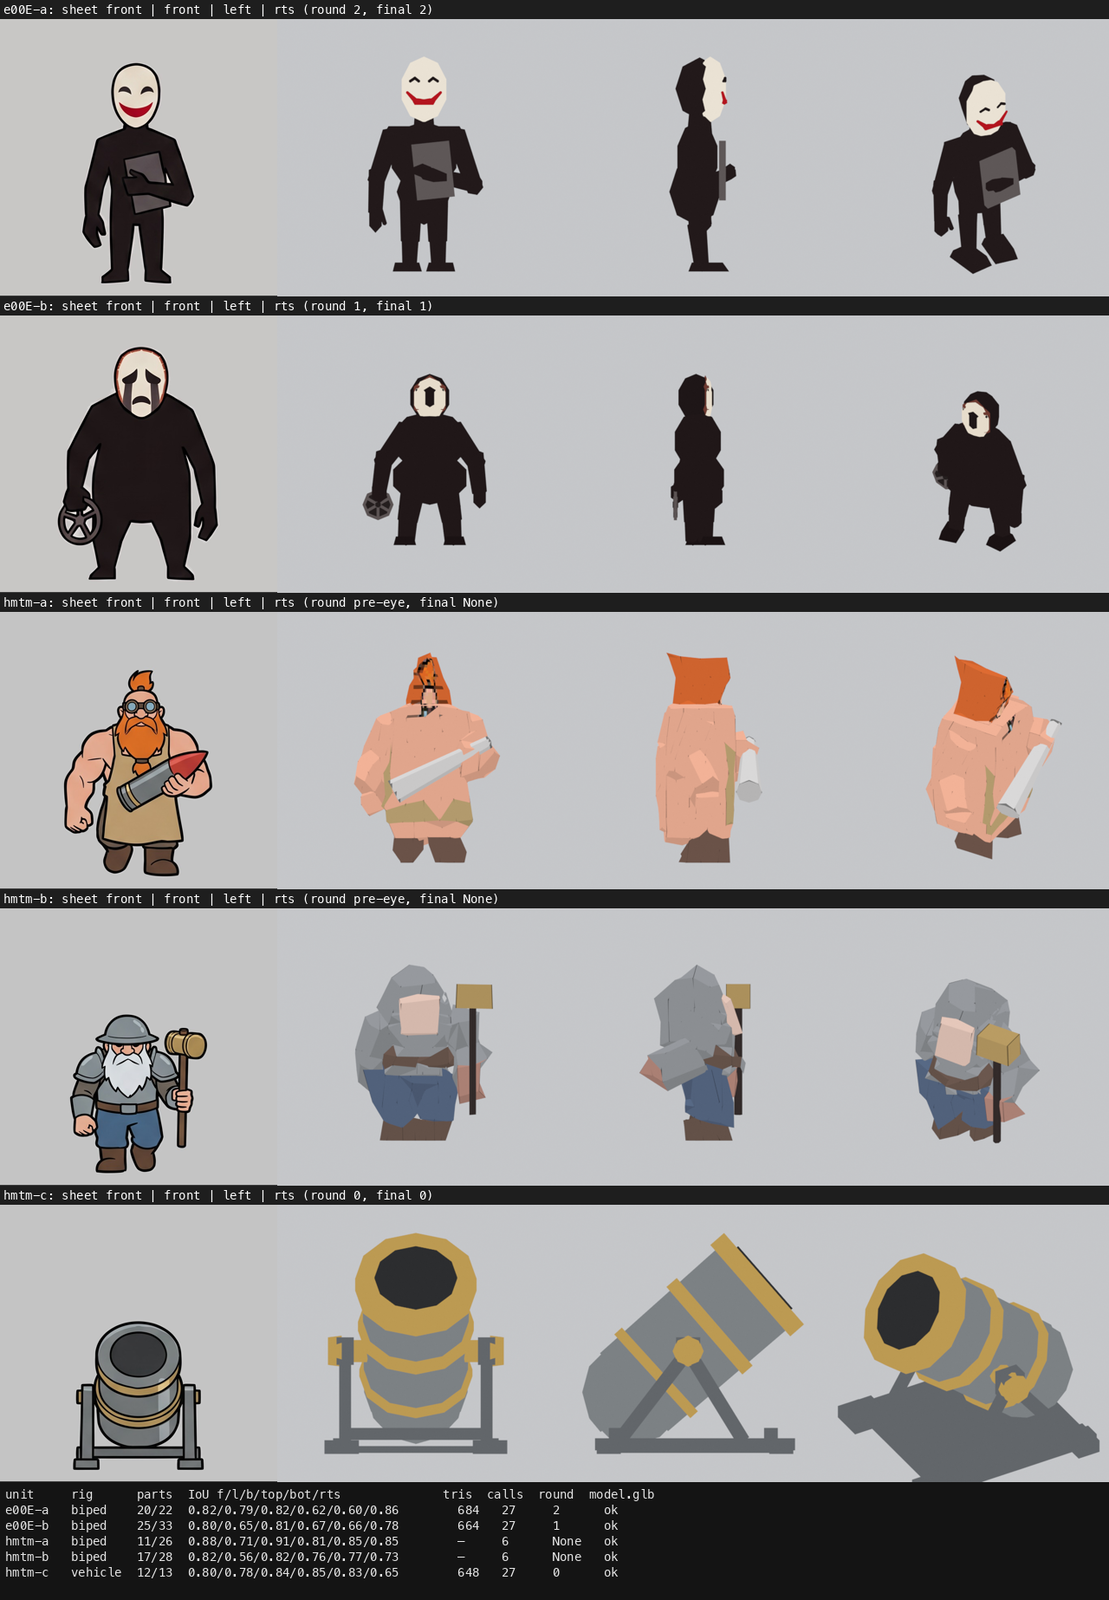 e00E-a: sheet front | front | left | rts (round 2, final 2)
e00E-b: sheet front | front | left | rts (round 1, final 1)
hmtm-a: sheet front | front | left | rts (round pre-eye, final None)
hmtm-b: sheet front | front | left | rts (round pre-eye, final None)
hmtm-c: sheet front | front | left | rts (round 0, final 0)
unit rig parts IoU f/l/b/top/bot/rts tris calls round model.glb
e00E-a biped 20/22 0.82/0.79/0.82/0.62/0.60/0.86 684 27 2 ok
e00E-b biped 25/33 0.80/0.65/0.81/0.67/0.66/0.78 664 27 1 ok
hmtm-a biped 11/26 0.88/0.71/0.91/0.81/0.85/0.85 — 6 None ok
hmtm-b biped 17/28 0.82/0.56/0.82/0.76/0.77/0.73 — 6 None ok
hmtm-c vehicle 12/13 0.80/0.78/0.84/0.85/0.83/0.65 648 27 0 ok